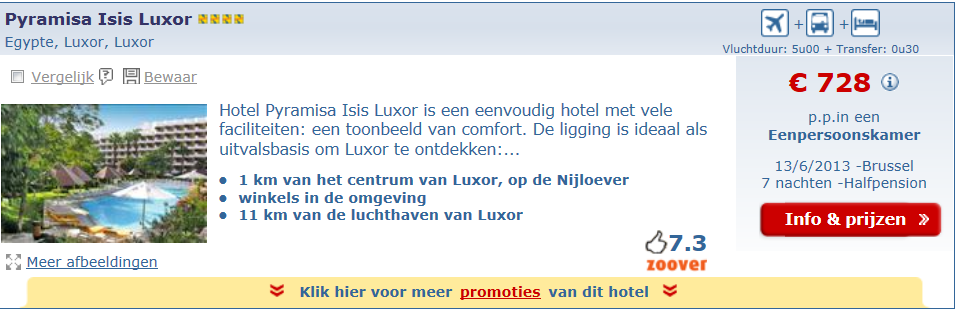 Pyramisa Isis Luxor
Egypte, Luxor, Luxor
+ +
Vluchtduur: 5u00 + Transfer: 0u30
Vergelijk ? Bewaar
€ 728 i
Hotel Pyramisa Isis Luxor is een eenvoudig hotel met vele
faciliteiten: een toonbeeld van comfort. De ligging is ideaal als
uitvalsbasis om Luxor te ontdekken:...
• 1 km van het centrum van Luxor, op de Nijloever
• winkels in de omgeving
• 11 km van de luchthaven van Luxor
p.p.in een
Eenpersoonskamer
13/6/2013 -Brussel
7 nachten -Halfpension
Info & prijzen »
7.3
zoover
Meer afbeeldingen
Klik hier voor meer promoties van dit hotel